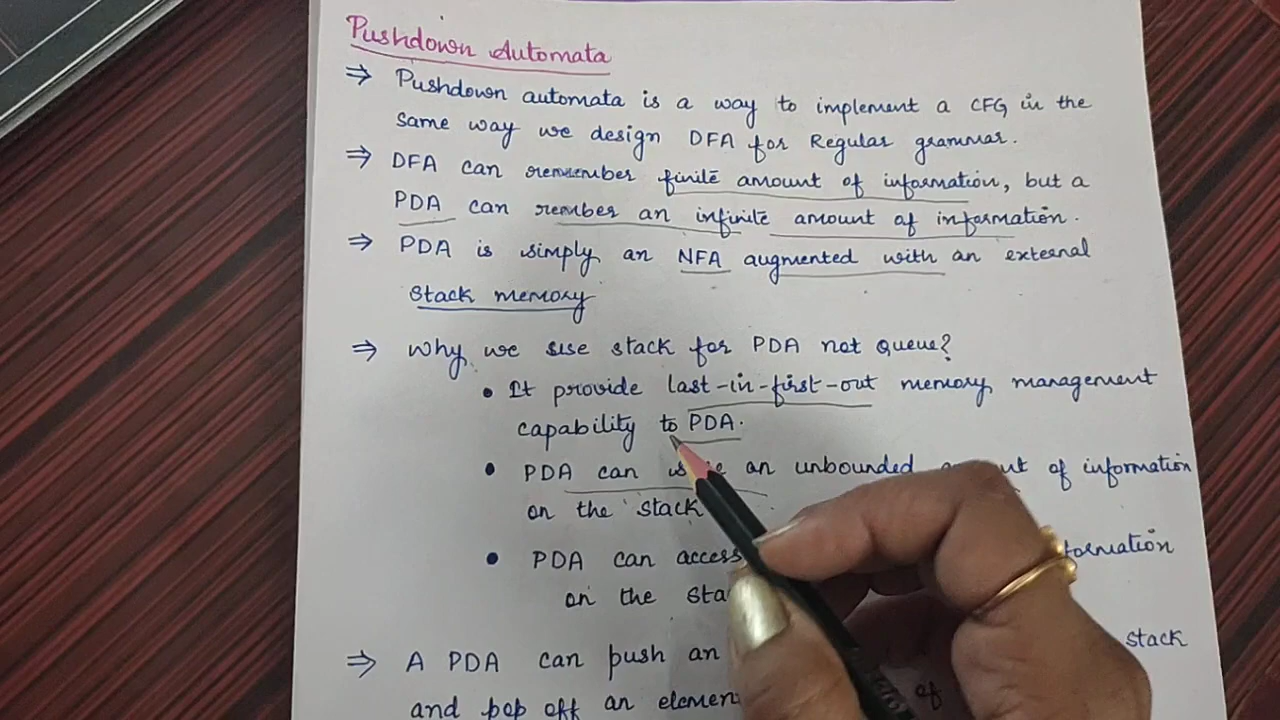 Pushdown Automata
⇒ Pushdown automata is a way to implement a CFG in the
same way we design DFA for Regular grammar.
⇒ DFA can remember finite amount of information, but a
PDA can rember an infinite amount of information.
⇒ PDA is simply an NFA augmented with an external
stack memory
⇒ Why we use stack for PDA not Queue?
• It provide last-in-first-out memory management
capability to PDA.
• PDA can an unbounded of information
on the stack
• PDA can access
on the
⇒ A PDA can push an stack
and pop off an of